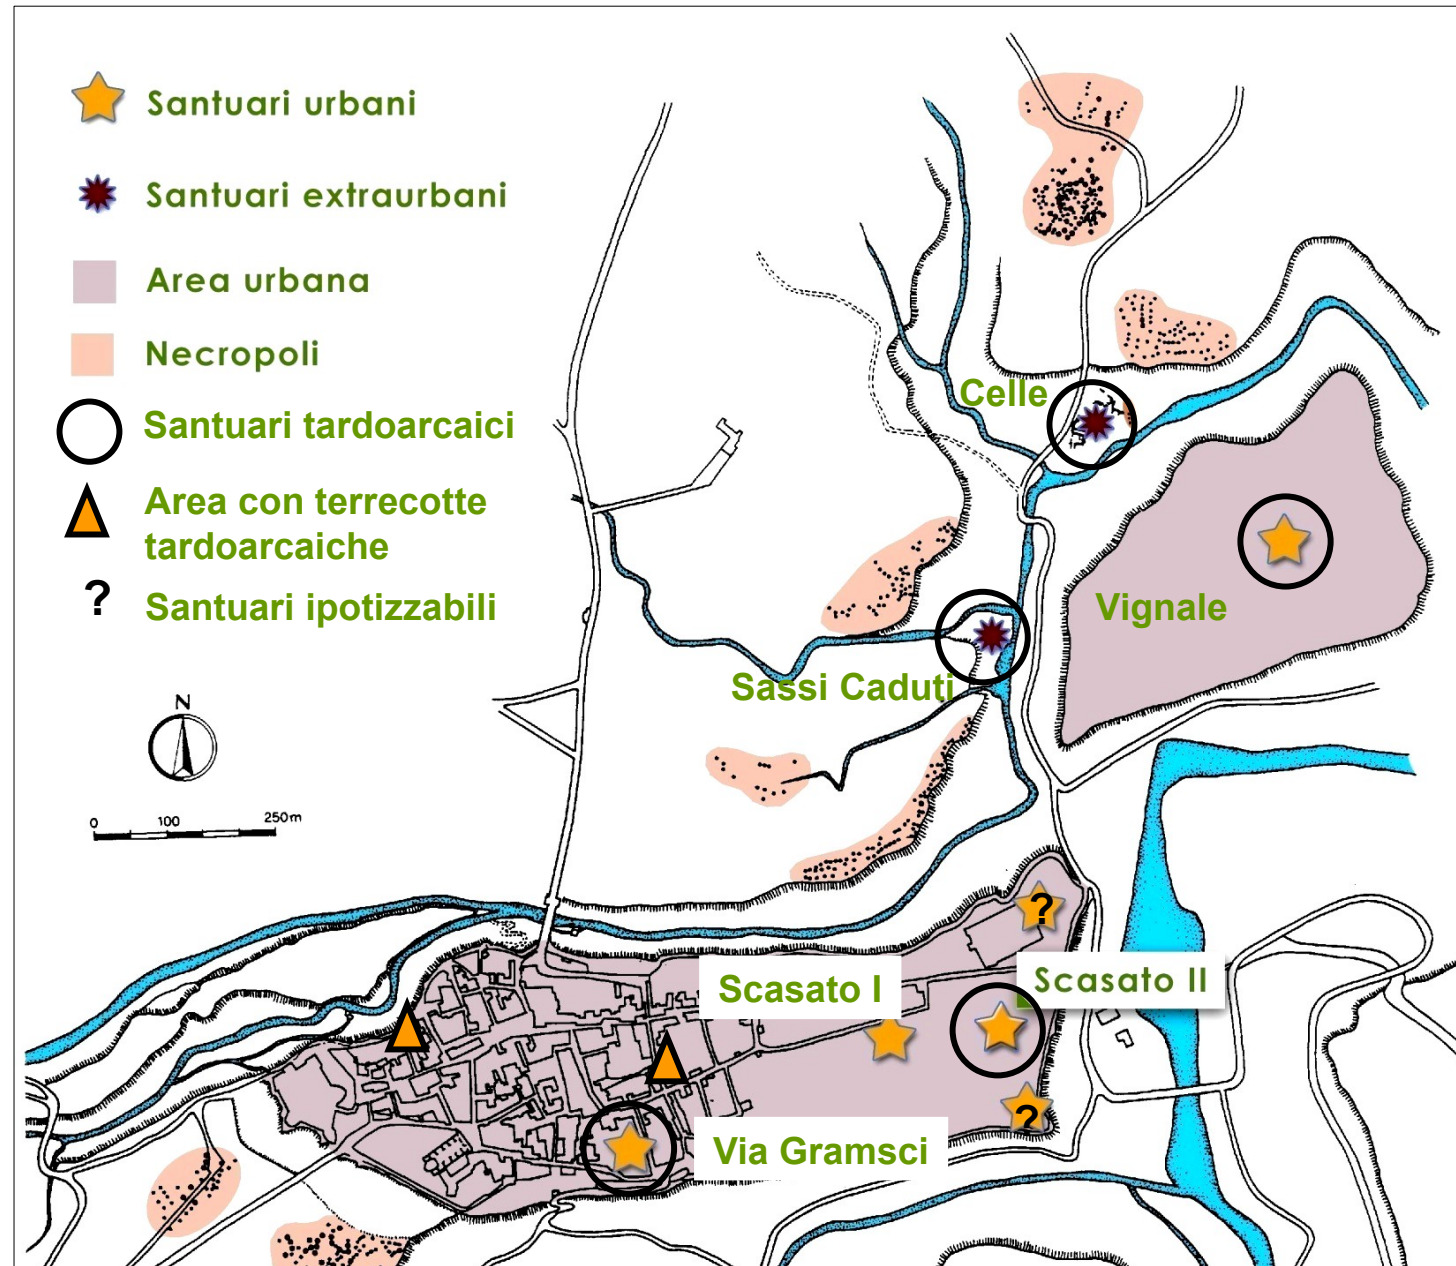 Santuari urbani
Santuari extraurbani
Area urbana
Necropoli
Santuari tardoarcaici
Area con terrecotte
tardoarcaiche
? Santuari ipotizzabili
N
0 100 250m
Celle
Vignale
Sassi Caduti
?
Scasato I
Scasato II
?
Via Gramsci